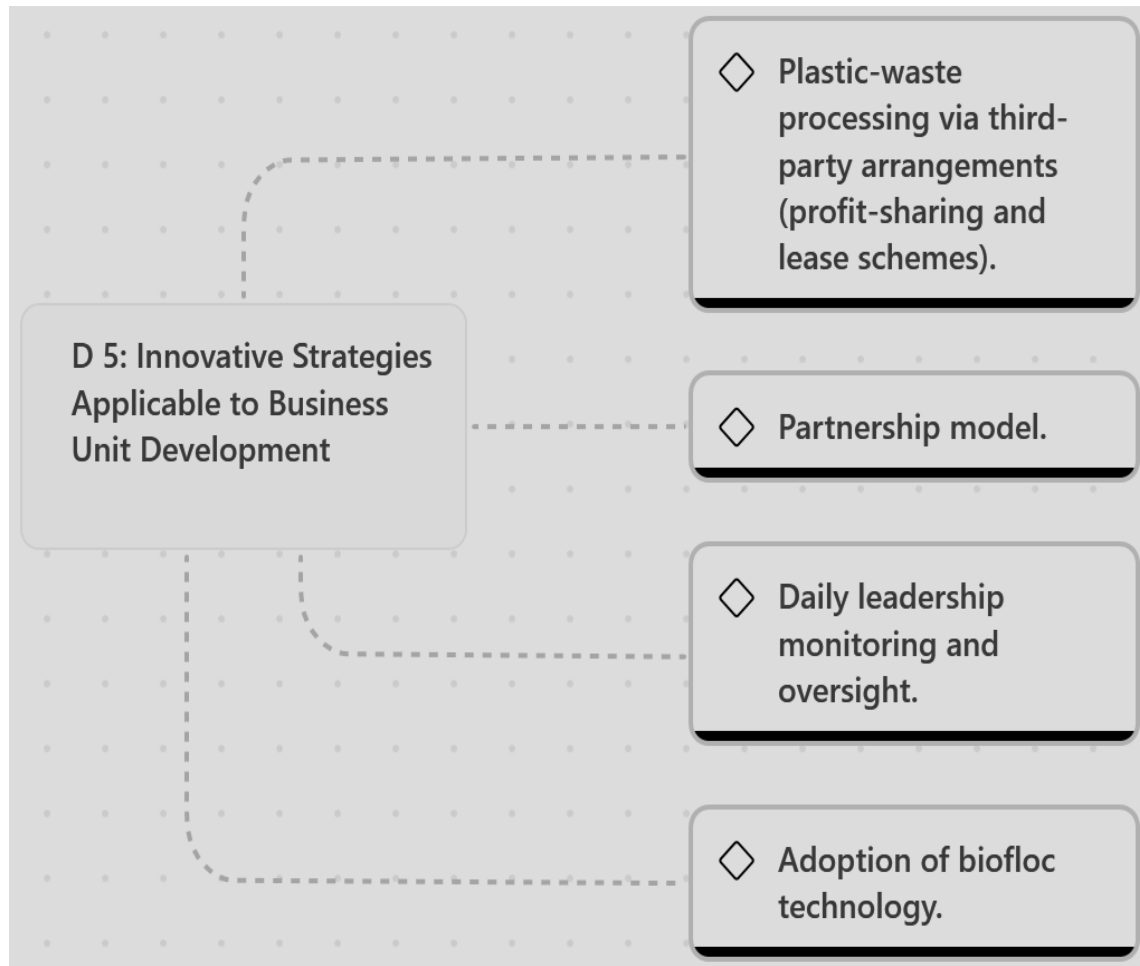 Plastic-waste
processing via third-
party arrangements
(profit-sharing and
lease schemes).
D 5: Innovative Strategies
Applicable to Business
Unit Development
Partnership model.
Daily leadership
monitoring and
oversight.
Adoption of biofloc
technology.